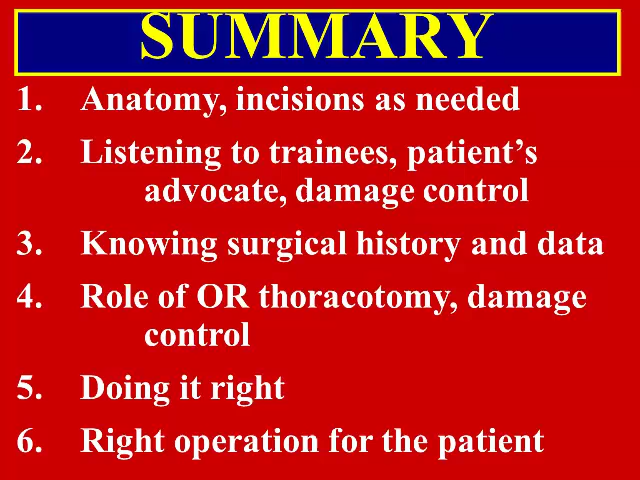 SUMMARY
1. Anatomy, incisions as needed
2. Listening to trainees, patient’s
advocate, damage control
3. Knowing surgical history and data
4. Role of OR thoracotomy, damage
control
5. Doing it right
6. Right operation for the patient